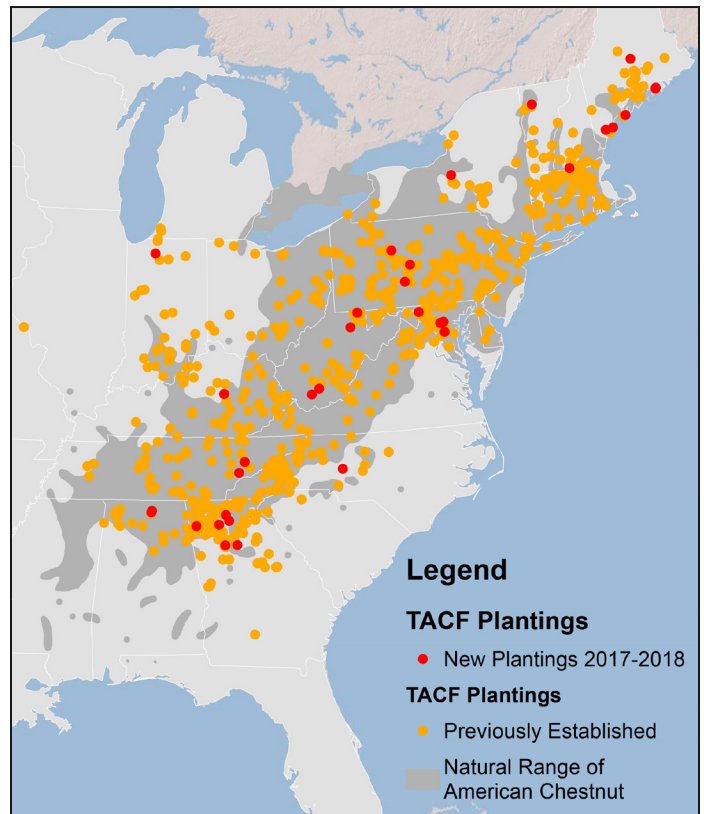 Legend
TACF Plantings
New Plantings 2017-2018
TACF Plantings
Previously Established
Natural Range of
American Chestnut